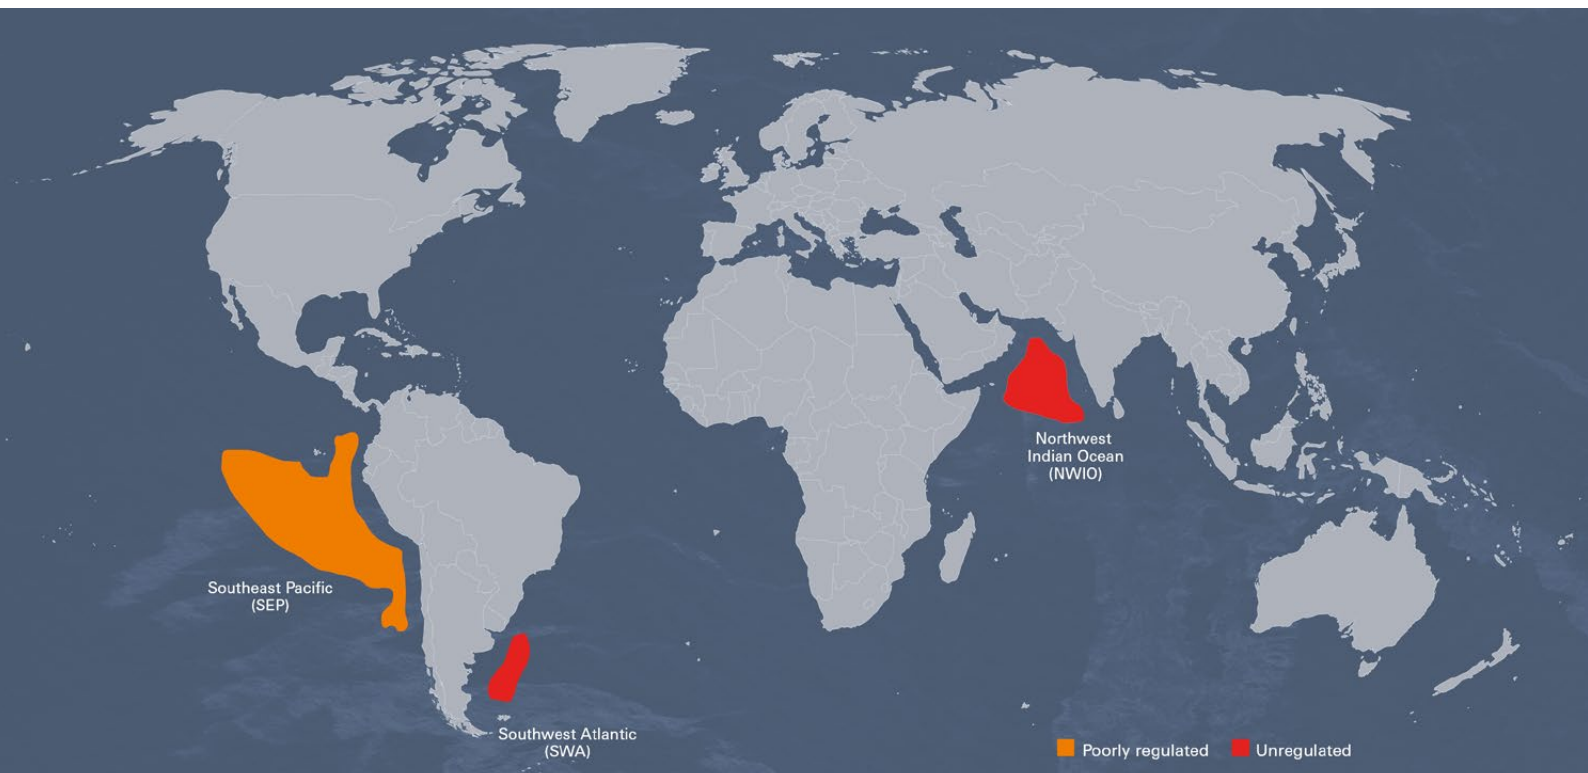 Northwest
Indian Ocean
(NWIO)
Southeast Pacific
(SEP)
Southwest Atlantic
(SWA)
Poorly regulated
Unregulated